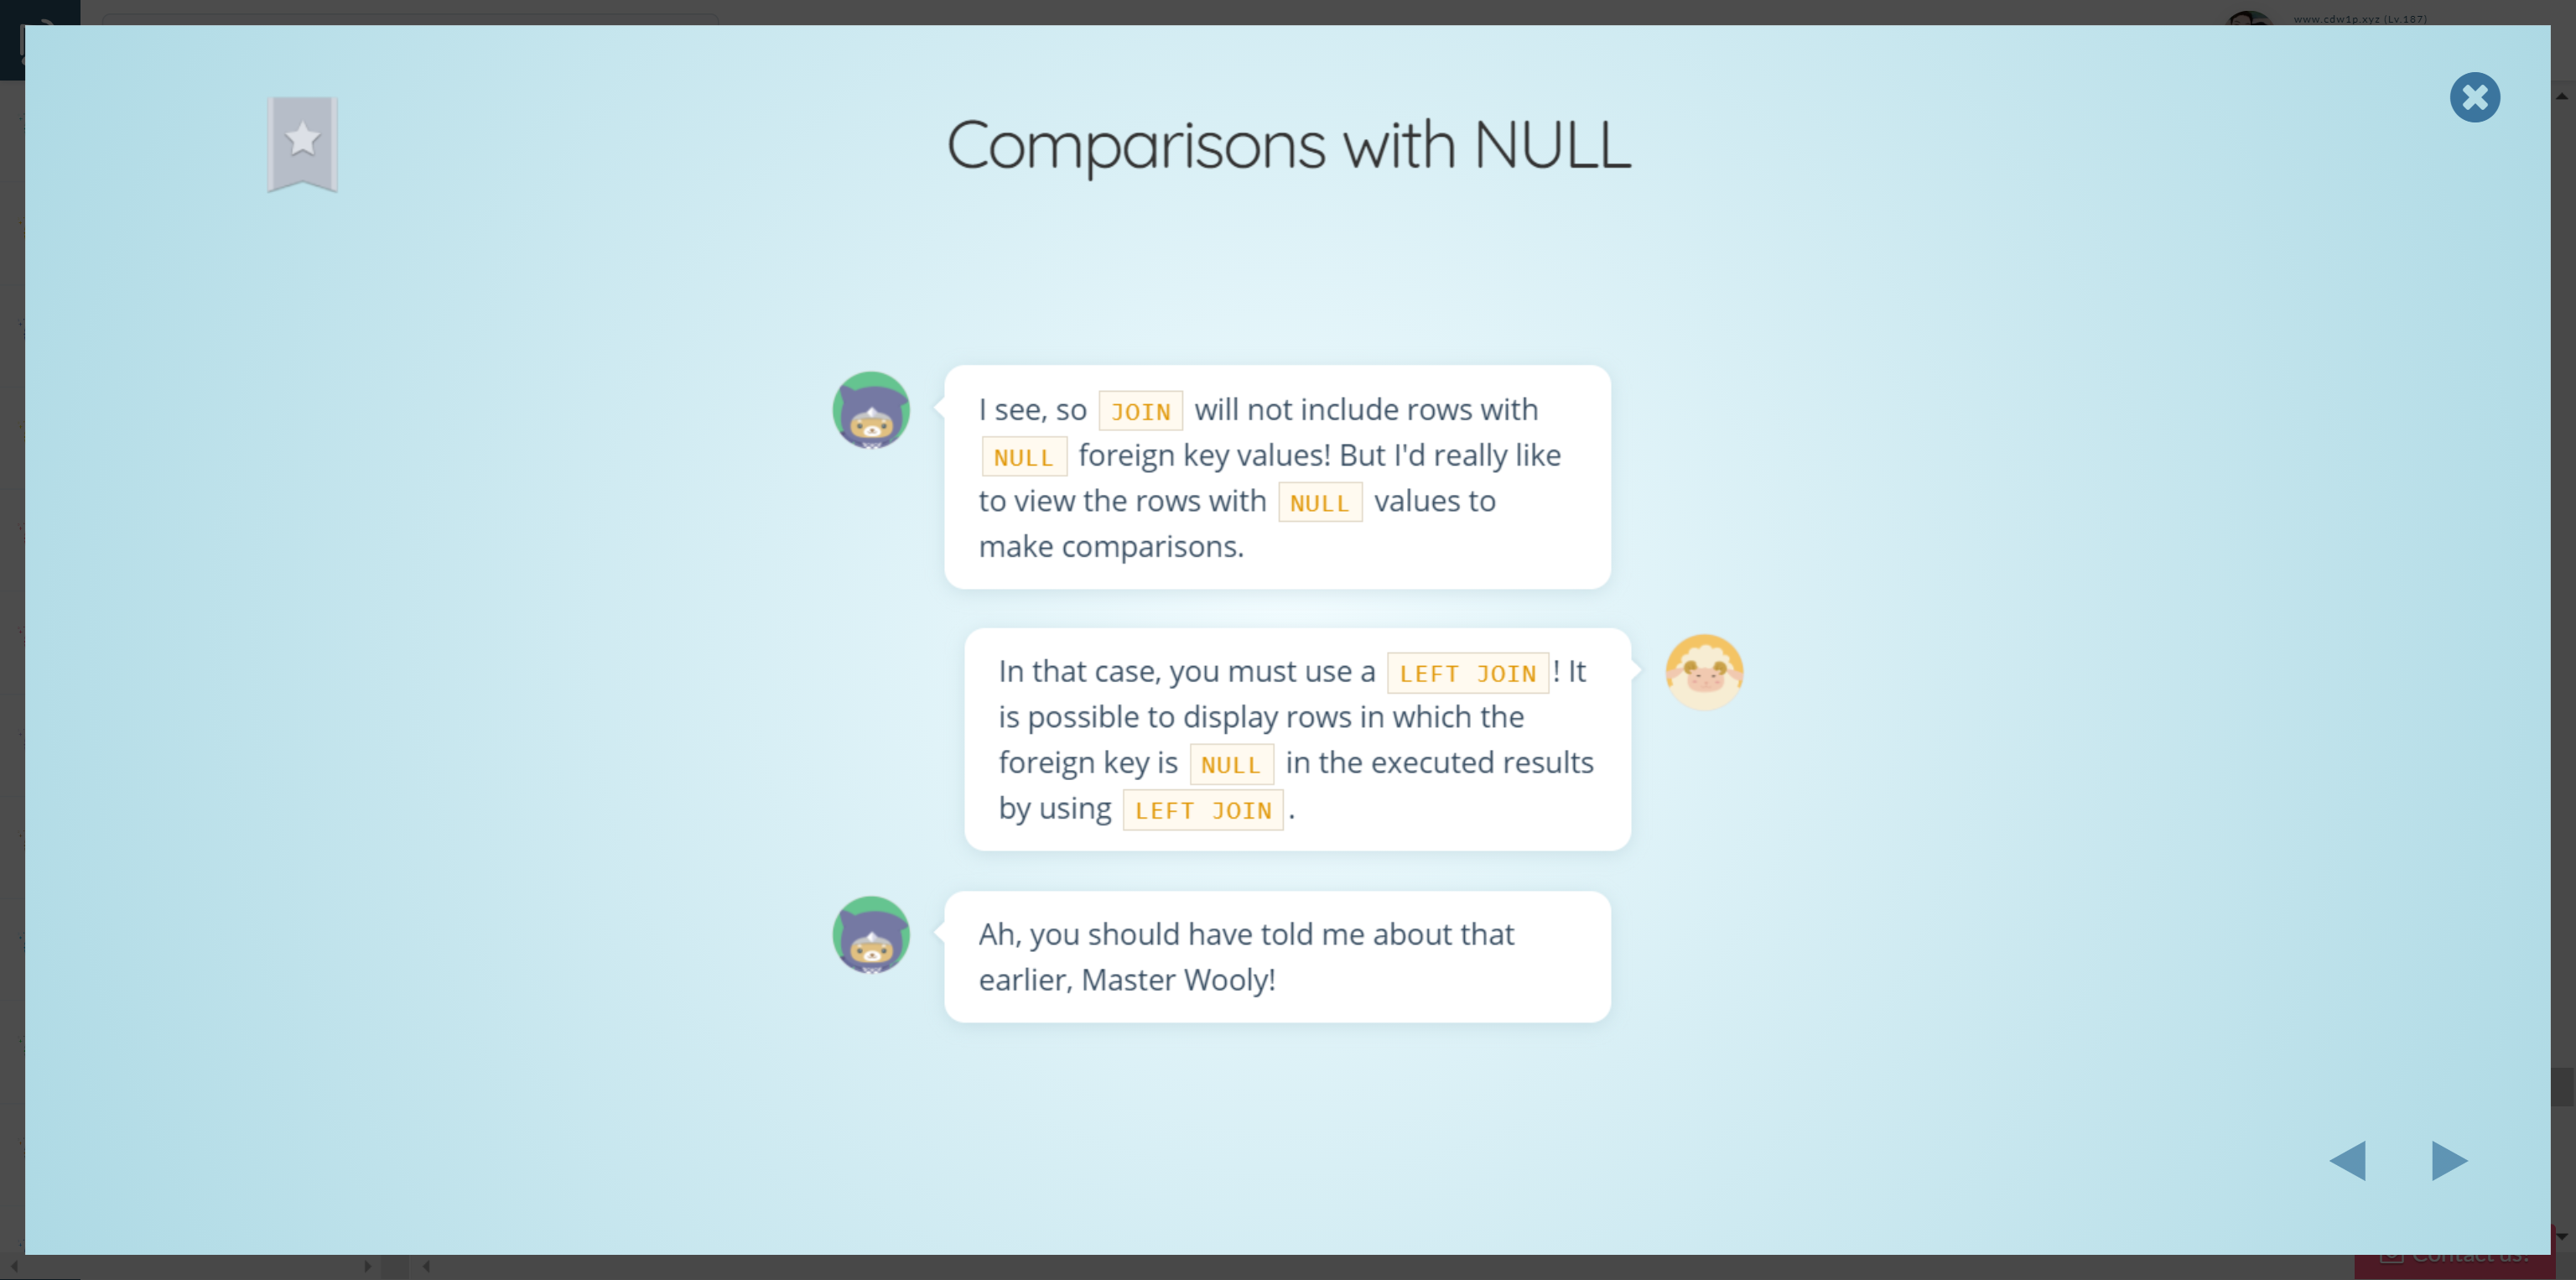 www.cdw1p.xyz (Lv.187)
Comparisons with NULL
I see, so JOIN will not include rows with
NULL foreign key values! But I'd really like
to view the rows with NULL values to
make comparisons.
In that case, you must use a LEFT JOIN! It
is possible to display rows in which the
foreign key is NULL in the executed results
by using LEFT JOIN.
Ah, you should have told me about that
earlier, Master Wooly!
Contact us!